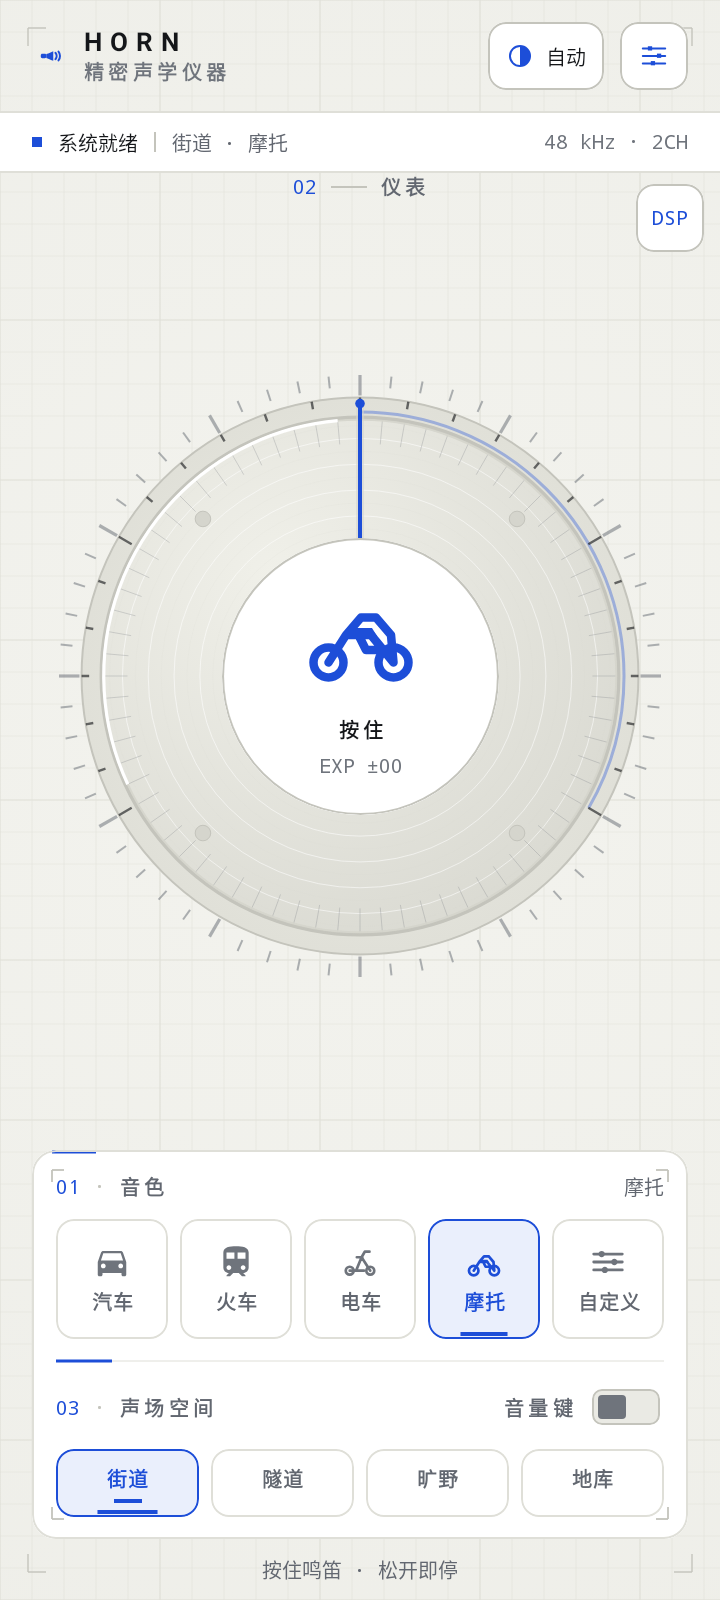 HORN
精密声学仪器
自动
系统就绪 街道 · 摩托 48 kHz · 2CH
02 仪表
DSP
按住
EXP ±00
01 · 音色 摩托
汽车 火车 电车 摩托 自定义
03 · 声场空间 音量键
街道 隧道 旷野 地库
按住鸣笛 · 松开即停